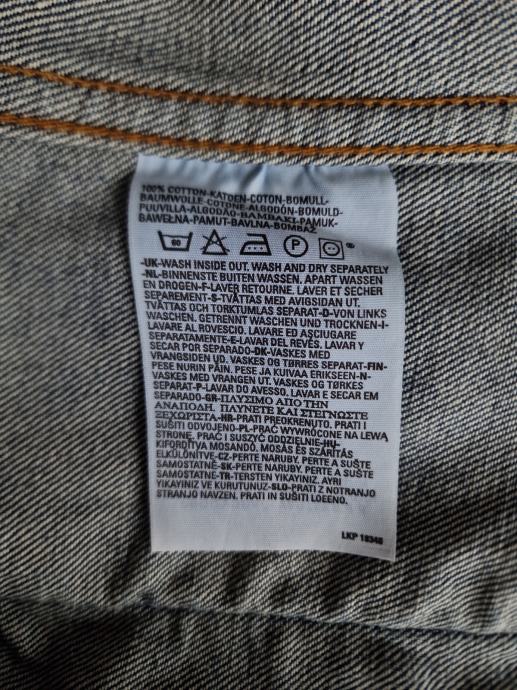 100% COTTON-KATOEN-COTON-BOMULL-
BAUMWOLLE-COTONE-ALGODÓN-BOMULD-
PUUVILLA-ALGODÃO-BAMBAKI-PAMUK-
BAWEŁNA-PAMUT-BAVLNA-BOMBAŽ
60 P ®
-UK-WASH INSIDE OUT. WASH AND DRY SEPARATELY
-NL-BINNENSTE BUITEN WASSEN. APART WASSEN
EN DROGEN-F-LAVER RETOURNE. LAVER ET SECHER
SEPAREMENT-S-TVÄTTAS MED AVIGSIDAN UT.
TVÄTTAS OCH TORKTUMLAS SEPARAT-D-VON LINKS
WASCHEN. GETRENNT WASCHEN UND TROCKNEN-I-
LAVARE AL ROVESCIO. LAVARE ED ASCIUGARE
SEPARATAMENTE-E-LAVAR DEL REVÉS. LAVAR Y
SECAR POR SEPARADO-DK-VASKES MED
VRANGSIDEN UD. VASKES OG TØRRES SEPARAT-FIN-
PESE NURIN PÄIN. PESE JA KUIVAA ERIKSEEN-N-
VASKES MED VRANGEN UT. VASKES OG TØRKES
SEPARAT-P-LAVAR DO AVESSO. LAVAR E SECAR EM
SEPARADO-GR-ΠΛΥΣΙΜΟ ΑΠΟ ΤΗΝ
ΑΝΑΠΟΔΗ. ΠΛΥΝΕΤΕ ΚΑΙ ΣΤΕΓΝΩΣΤΕ
ΞΕΧΩΡΙΣΤΑ-HR-PRATI PREOKRENUTO. PRATI I
SUŠITI ODVOJENO-PL-PRAĆ WYWRÓCONE NA LEWĄ
STRONĘ. PRAĆ I SUSZYĆ ODDZIELNIE-HU-
KIFORDÍTVA MOSANDÓ. MOSÁS ÉS SZÁRÍTÁS
ELKÜLÖNÍTVE-CZ-PERTE NARUBY. PERTE A SUŠTE
SAMOSTATNĚ-SK-PERTE NARUBY. PERTE A SUŠTE
SAMOSTATNE-TR-TERSTEN YIKAYINIZ. AYRI
YIKAYINIZ VE KURUTUNUZ-SLO-PRATI Z NOTRANJO
STRANJO NAVZEN. PRATI IN SUŠITI LOEENO.
LKP 18348